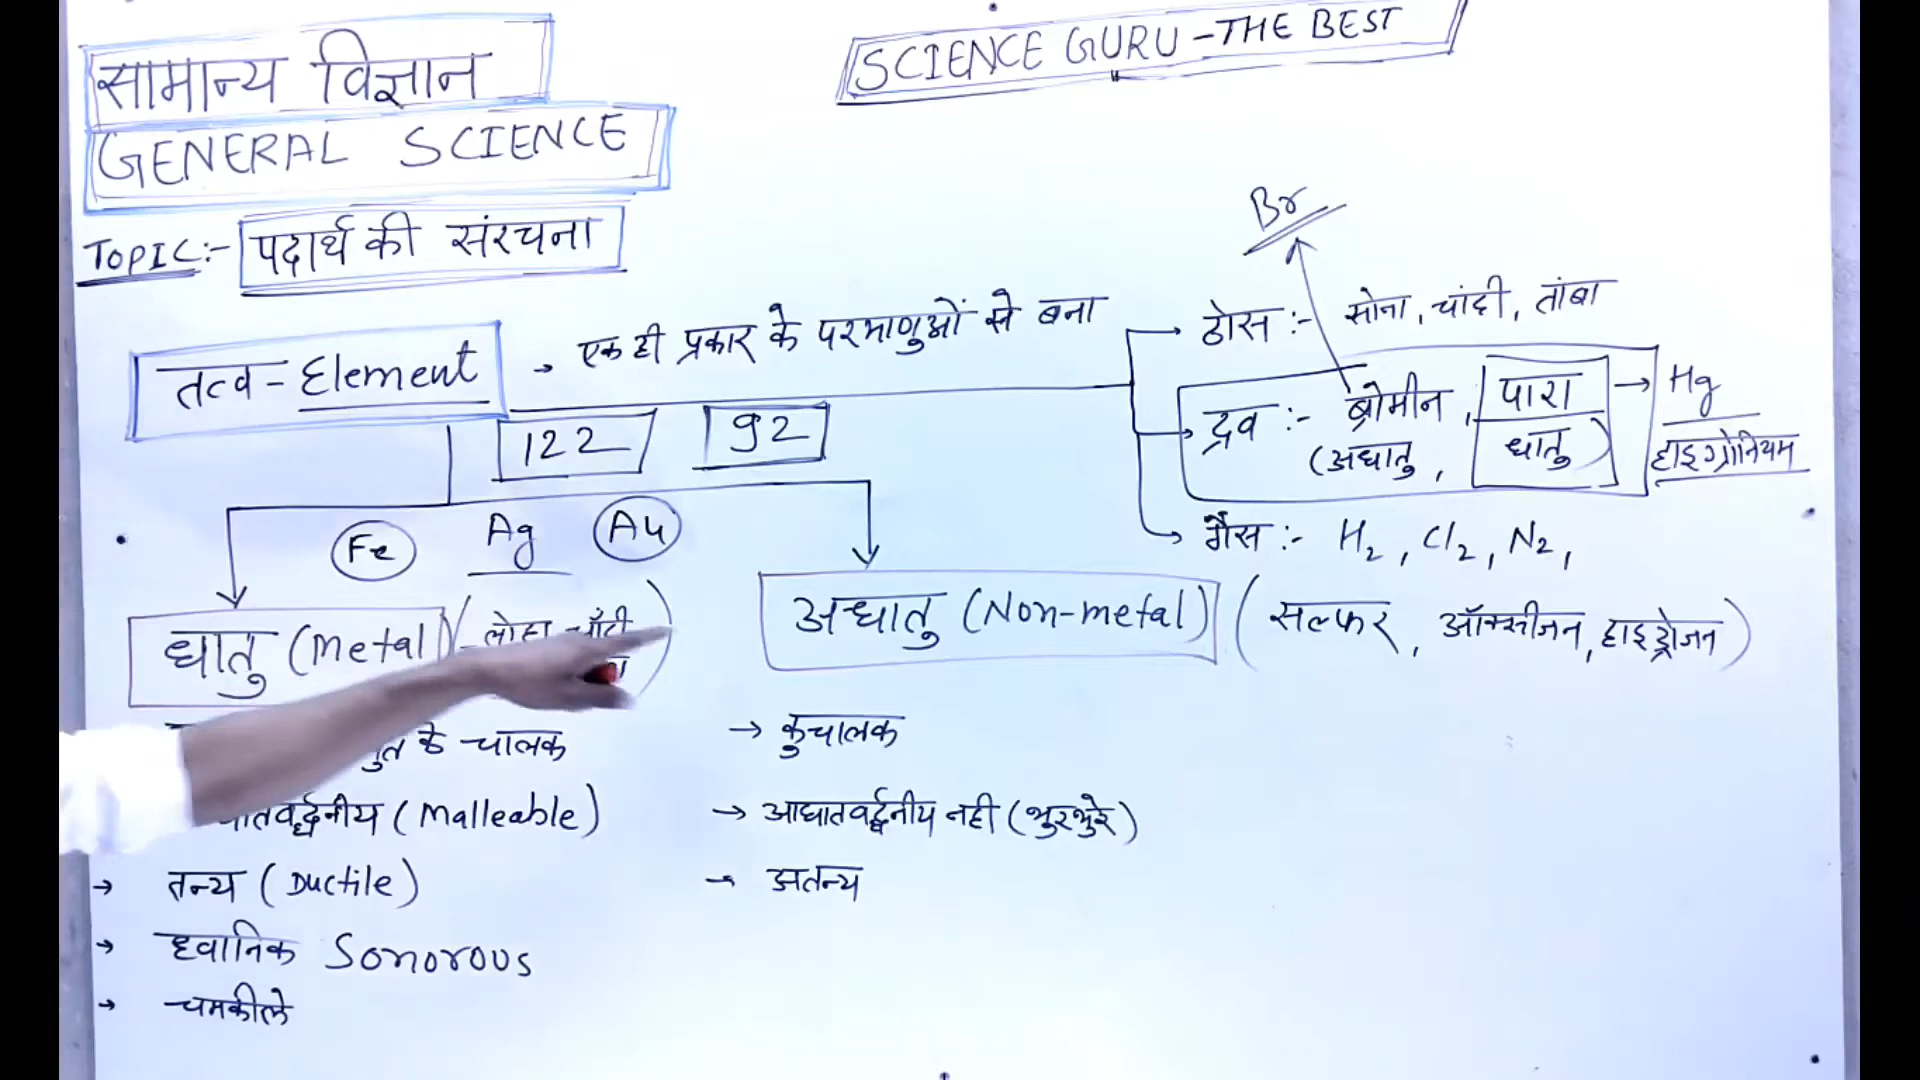 सामान्य विज्ञान
SCIENCE GURU - THE BEST
GENERAL SCIENCE
TOPIC:- पदार्थ की संरचना
Br
तत्व - Element → एक ही प्रकार के परमाणुओं से बना
ठोस :- सोना, चांदी, तांबा
द्रव :- ब्रोमीन, पारा → Hg
(अधातु, धातु) हाइग्रोनियम
122 92
गैस :- H2, Cl2, N2,
Fe Ag Au
धातु (Metal) (लोहा चाँदी
अधातु (Non-metal) (सल्फर, ऑक्सीजन, हाइड्रोजन)
के चालक
→ कुचालक
(Malleable)
→ आघातवर्द्धनीय नही (भुरभुरे)
→ तन्य (Ductile)
→ अतन्य
→ ध्वानिक Sonorous
→ चमकीले